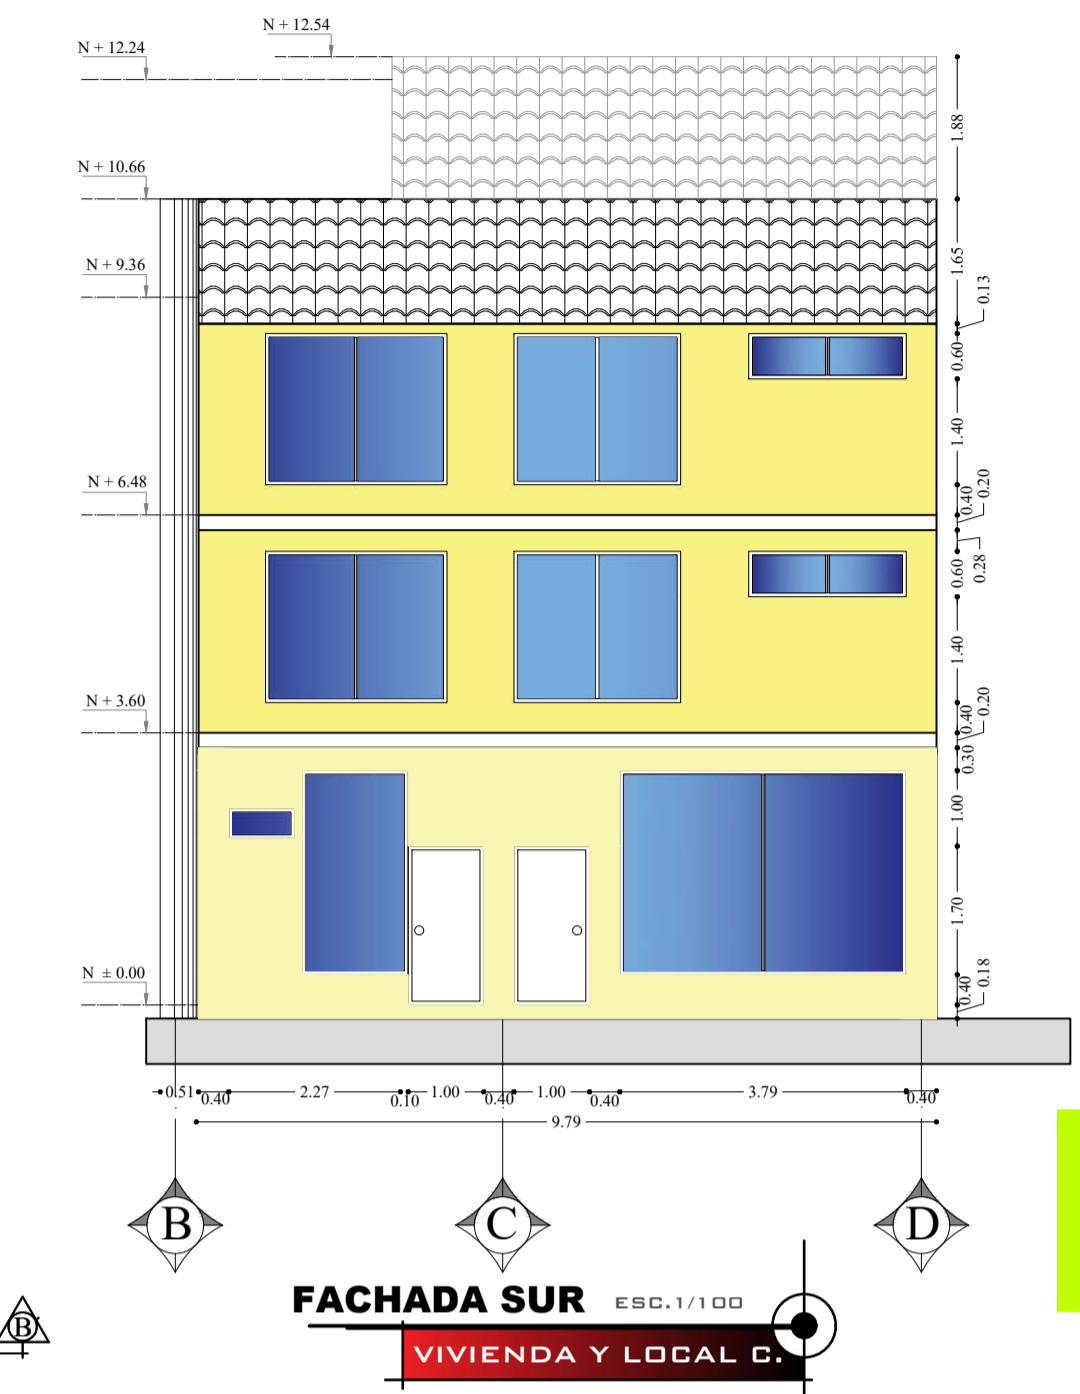 N + 12.54
N + 12.24
1.88
N + 10.66
1.65
N + 9.36
0.13
0.60
1.40
N + 6.48
0.40
0.20
0.28
0.60
1.40
N + 3.60
0.40
0.20
0.30
1.00
1.70
N ± 0.00
0.40
0.18
0.51 0.40 2.27 0.10 1.00 0.40 1.00 0.40 3.79 0.40
9.79
B C D
FACHADA SUR ESC.1/100
B
VIVIENDA Y LOCAL C.